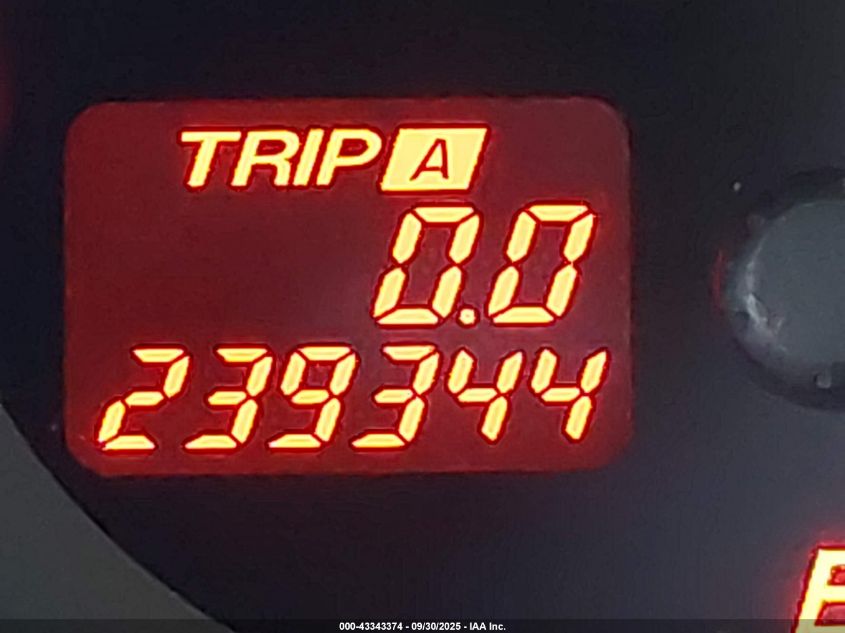 TRIP A
0.0
239344
E
000-43343374 - 09/30/2025 - IAA Inc.